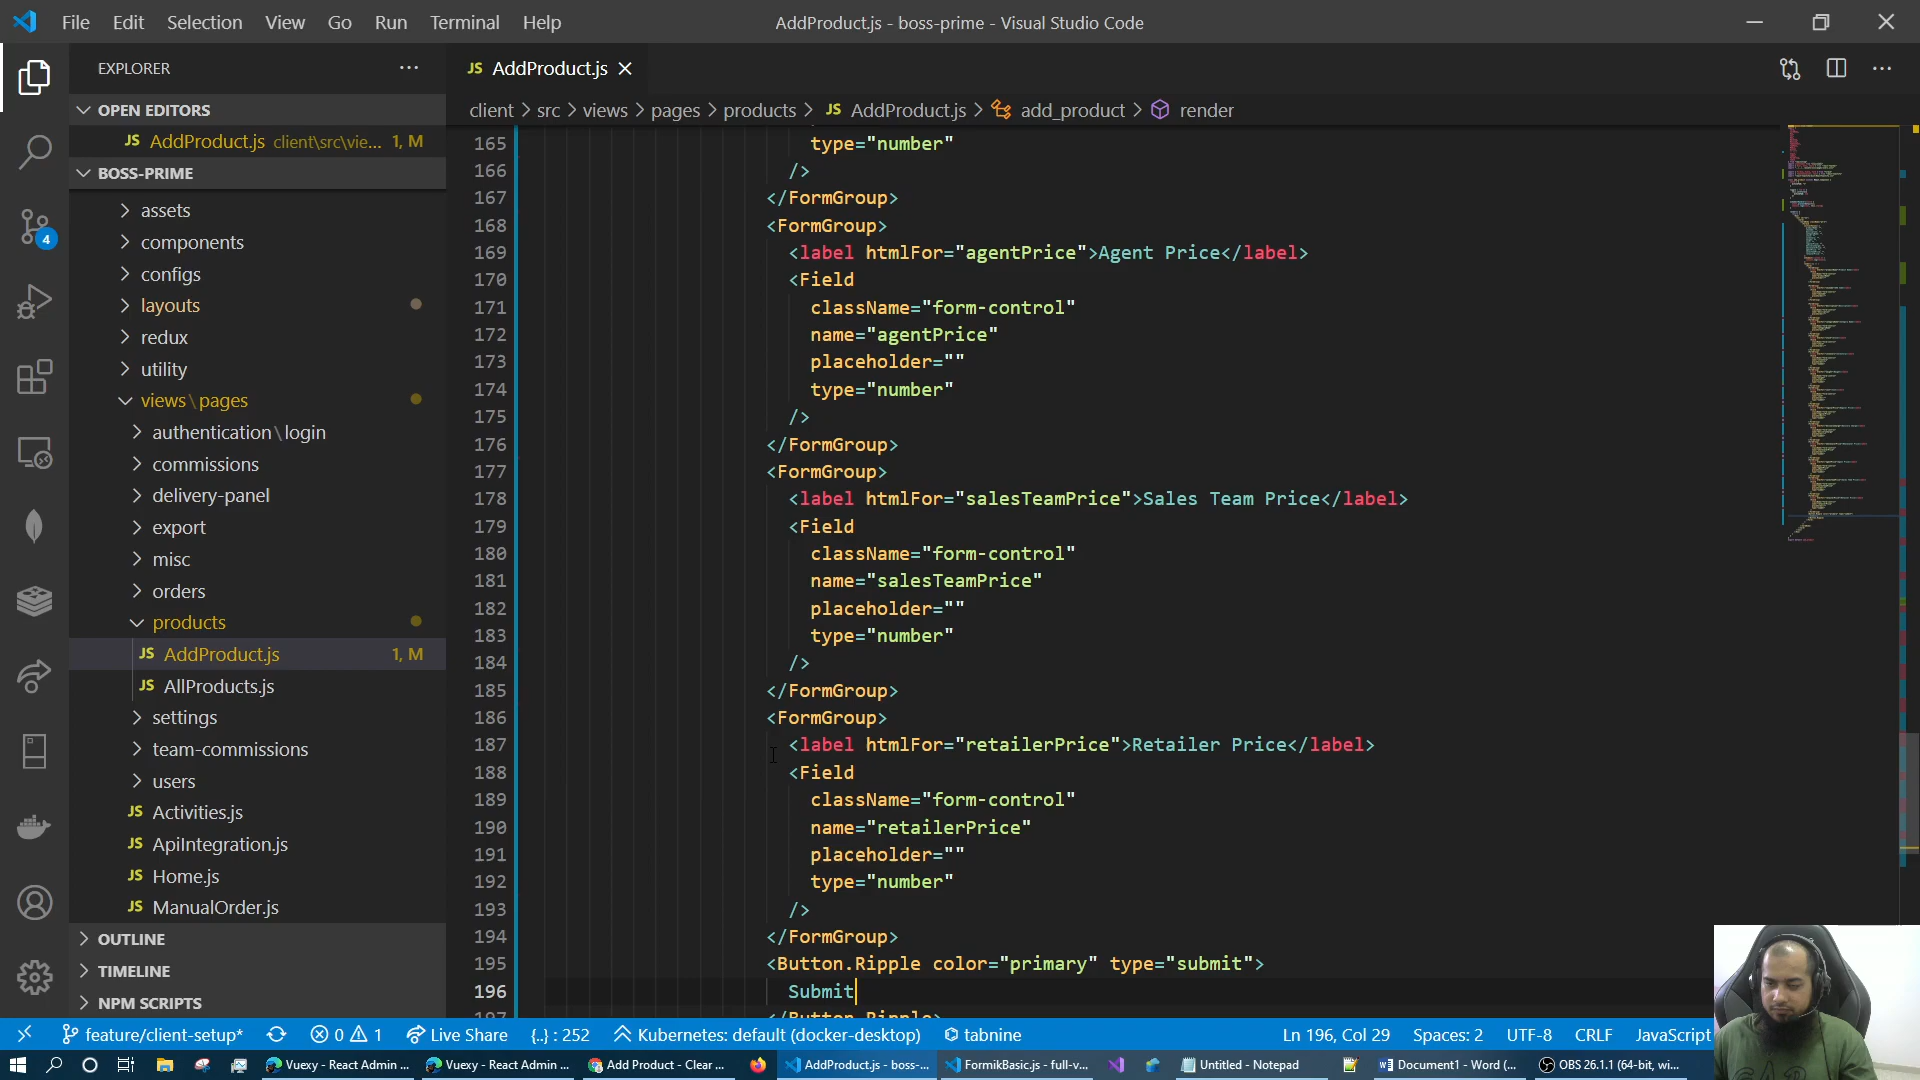 File Edit Selection View Go Run Terminal Help
AddProduct.js - boss-prime - Visual Studio Code
EXPLORER
OPEN EDITORS
JS AddProduct.js client\src\vie... 1, M
BOSS-PRIME
assets
components
configs
layouts
redux
utility
views\pages
authentication\login
commissions
delivery-panel
export
misc
orders
products
JS AddProduct.js 1, M
JS AllProducts.js
settings
team-commissions
users
JS Activities.js
JS ApiIntegration.js
JS Home.js
JS ManualOrder.js
OUTLINE
TIMELINE
NPM SCRIPTS
4
JS AddProduct.js
client > src > views > pages > products > JS AddProduct.js > add_product > render
165 type="number"
166 />
167 </FormGroup>
168 <FormGroup>
169 <label htmlFor="agentPrice">Agent Price</label>
170 <Field
171 className="form-control"
172 name="agentPrice"
173 placeholder=""
174 type="number"
175 />
176 </FormGroup>
177 <FormGroup>
178 <label htmlFor="salesTeamPrice">Sales Team Price</label>
179 <Field
180 className="form-control"
181 name="salesTeamPrice"
182 placeholder=""
183 type="number"
184 />
185 </FormGroup>
186 <FormGroup>
187 <label htmlFor="retailerPrice">Retailer Price</label>
188 <Field
189 className="form-control"
190 name="retailerPrice"
191 placeholder=""
192 type="number"
193 />
194 </FormGroup>
195 <Button.Ripple color="primary" type="submit">
196 Submit
197 </Button.Ripple>
feature/client-setup* 0 1 Live Share {..} : 252 Kubernetes: default (docker-desktop) tabnine Ln 196, Col 29 Spaces: 2 UTF-8 CRLF JavaScript
Vuexy - React Admin ... Vuexy - React Admin ... Add Product - Clear ... AddProduct.js - boss-... FormikBasic.js - full-v... Untitled - Notepad Document1 - Word (... OBS 26.1.1 (64-bit, wi...